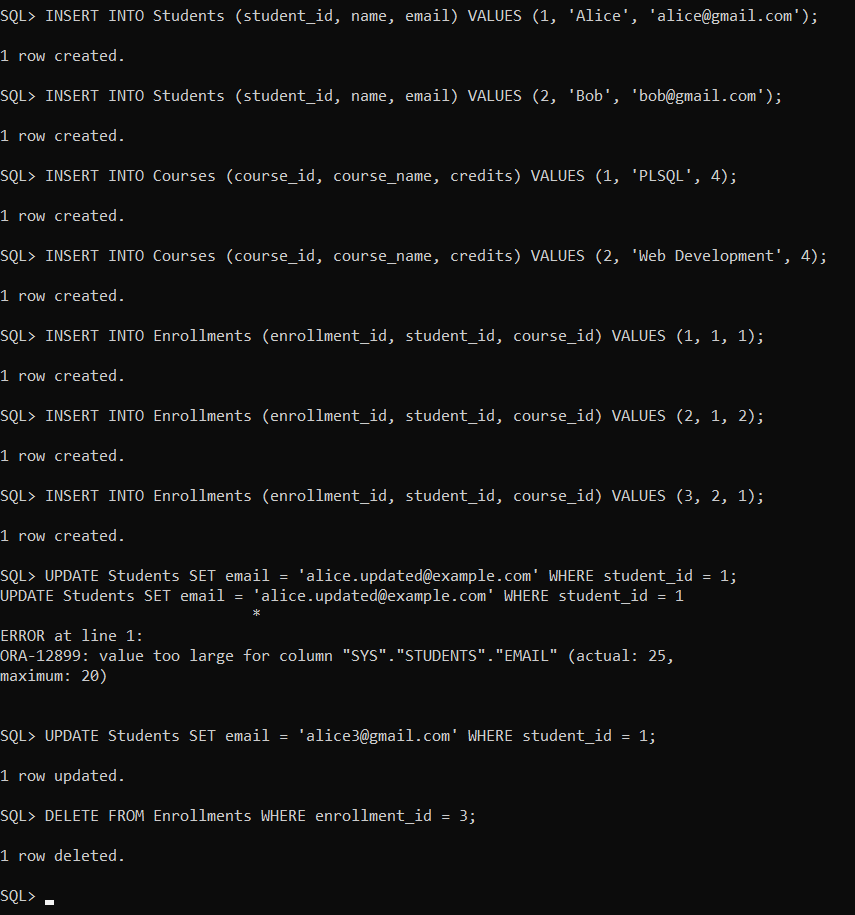 SQL> INSERT INTO Students (student_id, name, email) VALUES (1, 'Alice', 'alice@gmail.com');
1 row created.
SQL> INSERT INTO Students (student_id, name, email) VALUES (2, 'Bob', 'bob@gmail.com');
1 row created.
SQL> INSERT INTO Courses (course_id, course_name, credits) VALUES (1, 'PLSQL', 4);
1 row created.
SQL> INSERT INTO Courses (course_id, course_name, credits) VALUES (2, 'Web Development', 4);
1 row created.
SQL> INSERT INTO Enrollments (enrollment_id, student_id, course_id) VALUES (1, 1, 1);
1 row created.
SQL> INSERT INTO Enrollments (enrollment_id, student_id, course_id) VALUES (2, 1, 2);
1 row created.
SQL> INSERT INTO Enrollments (enrollment_id, student_id, course_id) VALUES (3, 2, 1);
1 row created.
SQL> UPDATE Students SET email = 'alice.updated@example.com' WHERE student_id = 1;
UPDATE Students SET email = 'alice.updated@example.com' WHERE student_id = 1
*
ERROR at line 1:
ORA-12899: value too large for column "SYS"."STUDENTS"."EMAIL" (actual: 25,
maximum: 20)
SQL> UPDATE Students SET email = 'alice3@gmail.com' WHERE student_id = 1;
1 row updated.
SQL> DELETE FROM Enrollments WHERE enrollment_id = 3;
1 row deleted.
SQL>